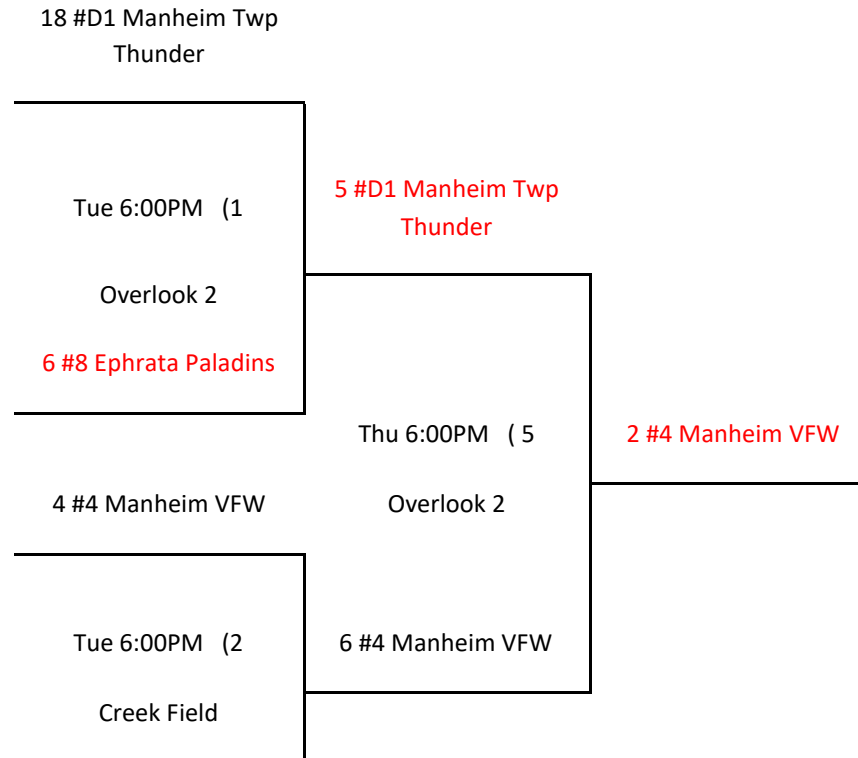 18 #D1 Manheim Twp
Thunder
Tue 6:00PM (1
5 #D1 Manheim Twp
Thunder
Overlook 2
6 #8 Ephrata Paladins
Thu 6:00PM ( 5
2 #4 Manheim VFW
4 #4 Manheim VFW
Overlook 2
Tue 6:00PM (2
6 #4 Manheim VFW
Creek Field